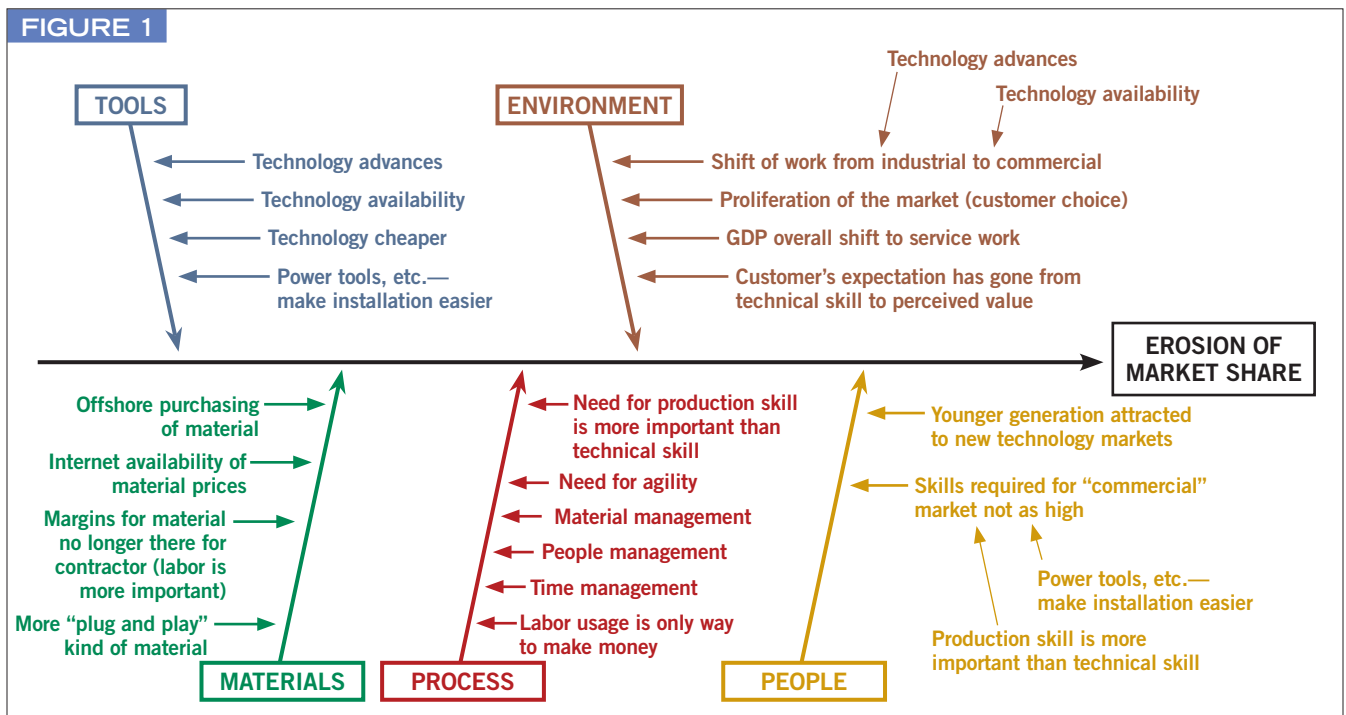 FIGURE 1
Technology advances
Technology availability
TOOLS
ENVIRONMENT
Technology advances
Technology availability
Technology cheaper
Power tools, etc.—
make installation easier
Shift of work from industrial to commercial
Proliferation of the market (customer choice)
GDP overall shift to service work
Customer’s expectation has gone from
technical skill to perceived value
EROSION OF
MARKET SHARE
Offshore purchasing
of material
Internet availability of
material prices
Margins for material
no longer there for
contractor (labor is
more important)
More “plug and play”
kind of material
MATERIALS
Need for production skill
is more important than
technical skill
Need for agility
Material management
People management
Time management
Labor usage is only way
to make money
PROCESS
Younger generation attracted
to new technology markets
Skills required for “commercial”
market not as high
Power tools, etc.—
make installation easier
Production skill is more
important than technical skill
PEOPLE